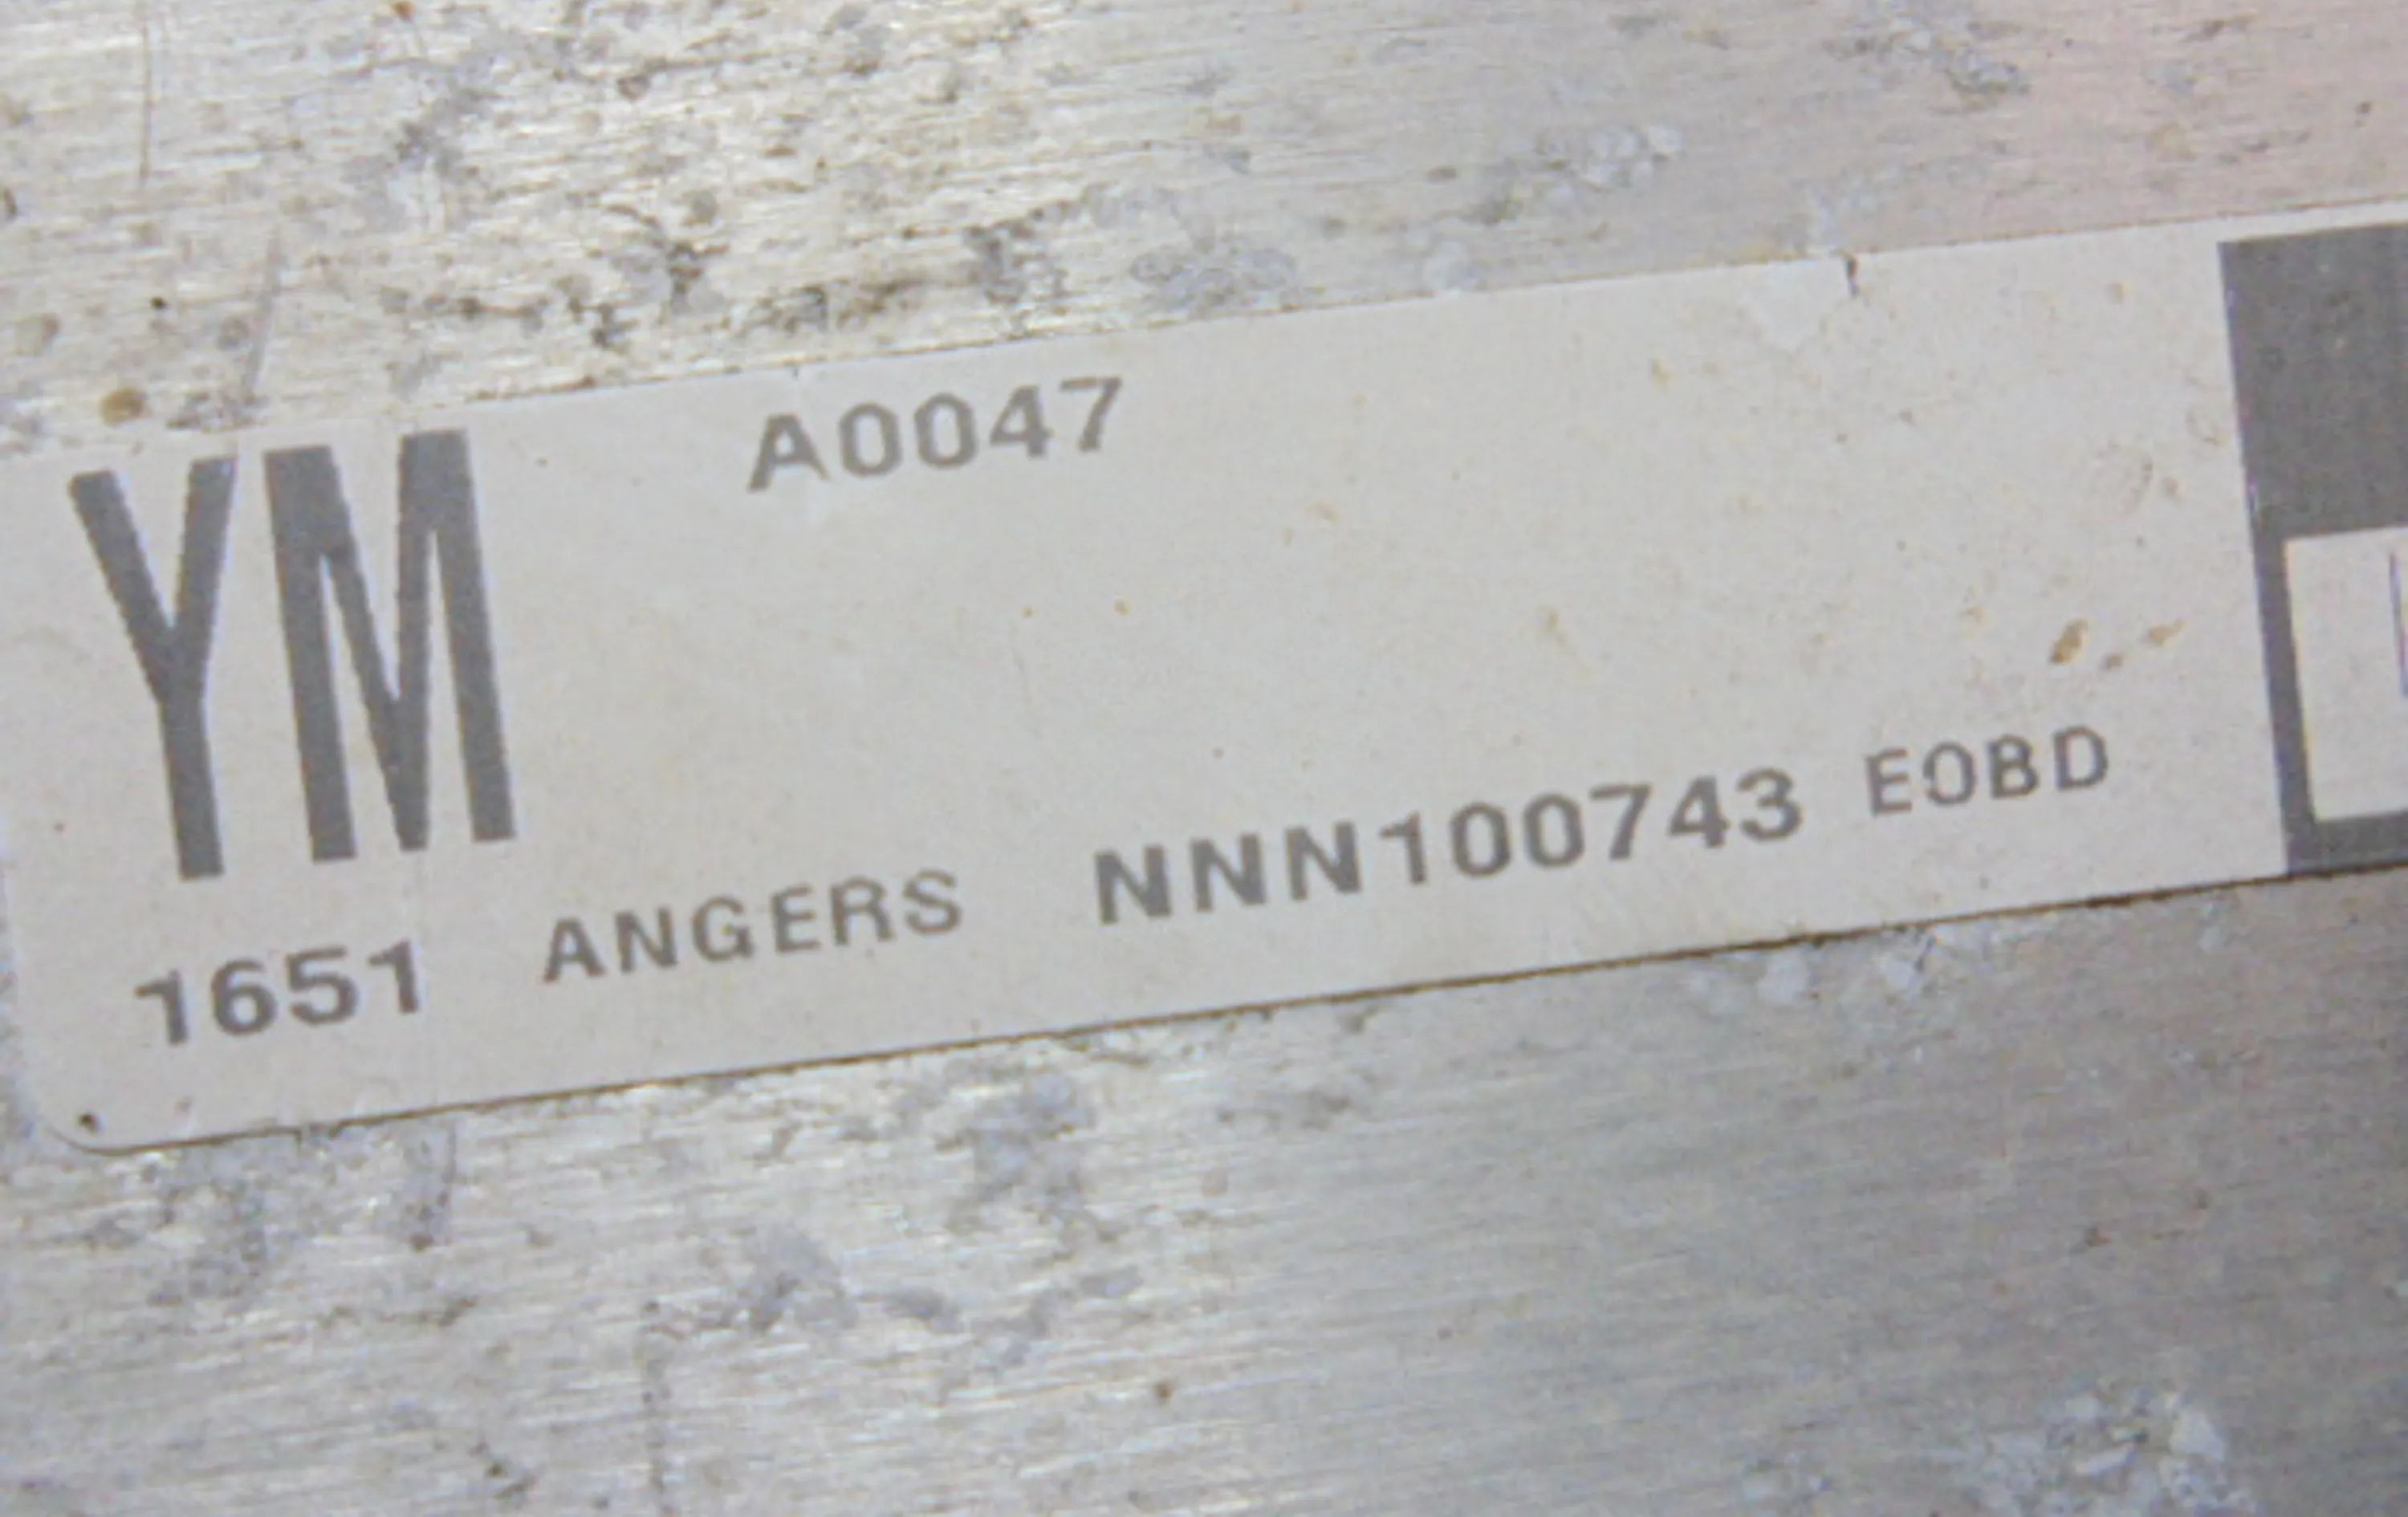 YM A0047
1651 ANGERS NNN100743 EOBD